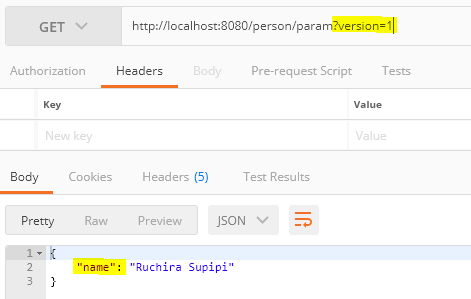 GET http://localhost:8080/person/param?version=1
Authorization Headers Body Pre-request Script Tests
Key Value
New key Value
Body Cookies Headers (5) Test Results
Pretty Raw Preview JSON
1 {
2 "name": "Ruchira Supipi"
3 }